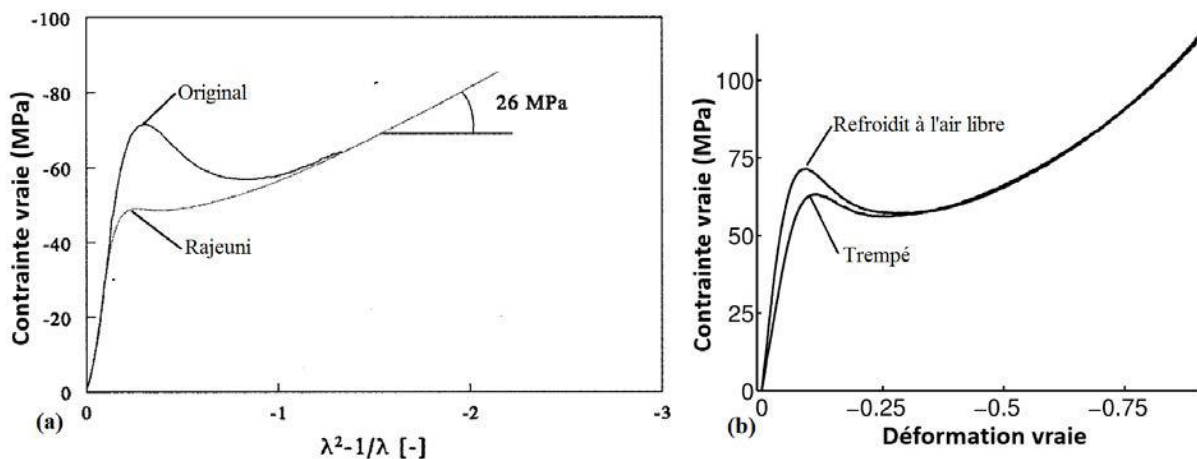 -100
-80
-60
-40
-20
0
Contrainte vraie (MPa)
Original
Rajeuni
26 MPa
0
-1
-2
-3
(a)
λ²-1/λ [-]
100
75
50
25
0
Contrainte vraie (MPa)
Refroidit à l'air libre
Trempé
0
−0.25
−0.5
−0.75
(b)
Déformation vraie